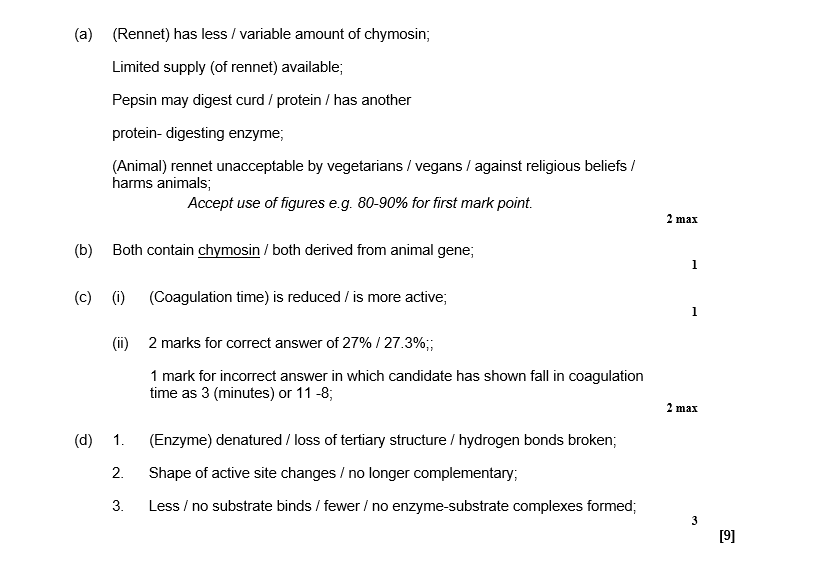 (a) (Rennet) has less / variable amount of chymosin;
Limited supply (of rennet) available;
Pepsin may digest curd / protein / has another
protein- digesting enzyme;
(Animal) rennet unacceptable by vegetarians / vegans / against religious beliefs /
harms animals;
Accept use of figures e.g. 80-90% for first mark point.
2 max
(b) Both contain chymosin / both derived from animal gene;
1
(c) (i) (Coagulation time) is reduced / is more active;
1
(ii) 2 marks for correct answer of 27% / 27.3%;;
1 mark for incorrect answer in which candidate has shown fall in coagulation
time as 3 (minutes) or 11 -8;
2 max
(d) 1. (Enzyme) denatured / loss of tertiary structure / hydrogen bonds broken;
2. Shape of active site changes / no longer complementary;
3. Less / no substrate binds / fewer / no enzyme-substrate complexes formed;
3
[9]